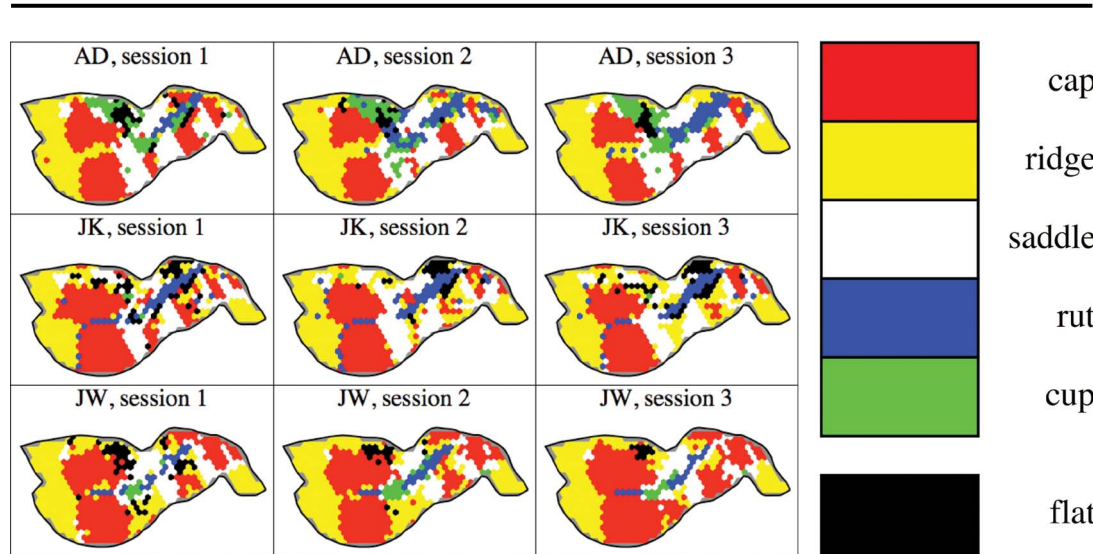 AD, session 1
AD, session 2
AD, session 3
JK, session 1
JK, session 2
JK, session 3
JW, session 1
JW, session 2
JW, session 3
cap
ridge
saddle
rut
cup
flat